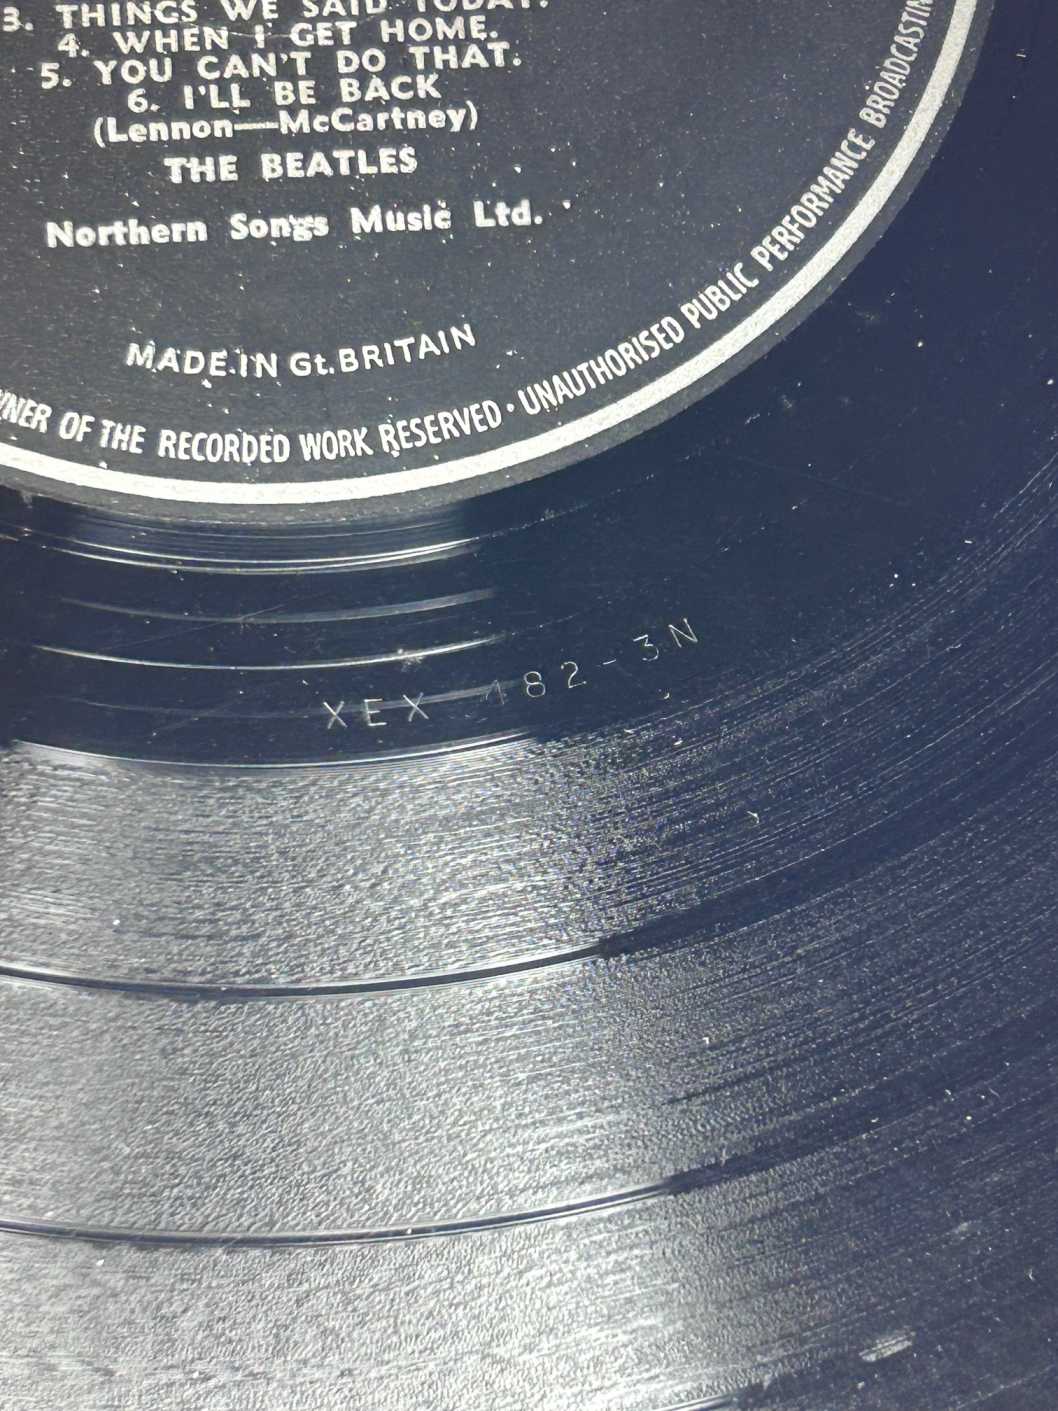 3. THINGS WE SAID TODAY.
4. WHEN I GET HOME.
5. YOU CAN'T DO THAT.
6. I'LL BE BACK
(Lennon—McCartney)
THE BEATLES
Northern Songs Music Ltd.
MADE IN Gt. BRITAIN
OF THE RECORDED WORK RESERVED · UNAUTHORISED PUBLIC PERFORMANCE
XEX 482-3N